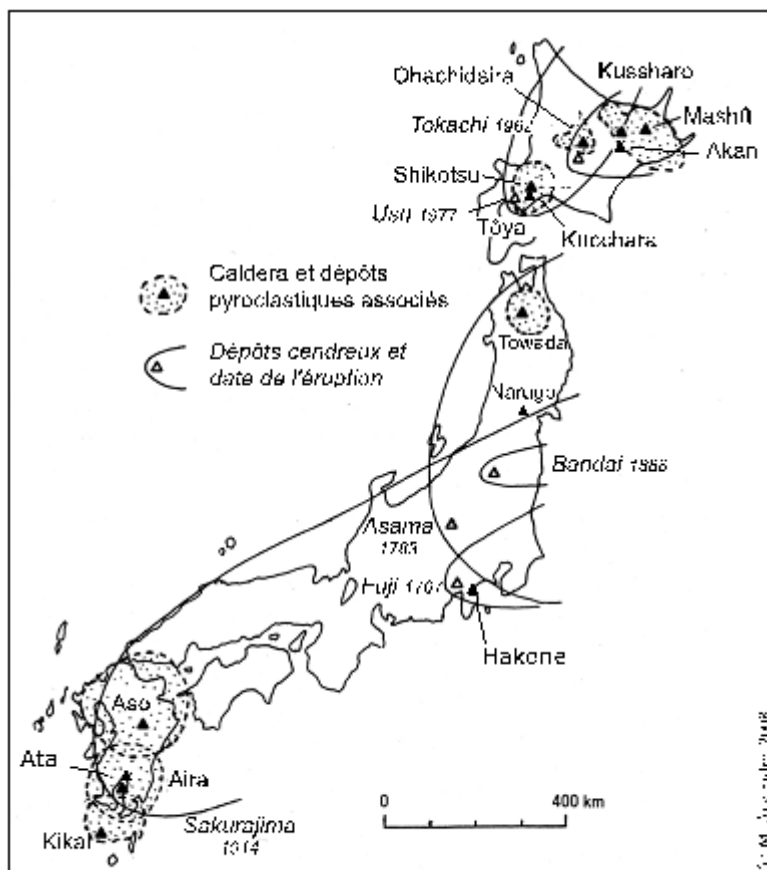 Ohachidaira
Kussharo
Mashû
Tokachi 1962
Akan
Shikotsu
Usu 1977
Tôya
Kucchara
Caldera et dépôts
pyroclastiques associés
Towada
Dépôts cendreux et
date de l'éruption
Narugo
Bandai 1888
Asama
1783
Fuji 1707
Hakone
Aso
Ata
Aira
0
400 km
Sakurajima
1914
Kikai